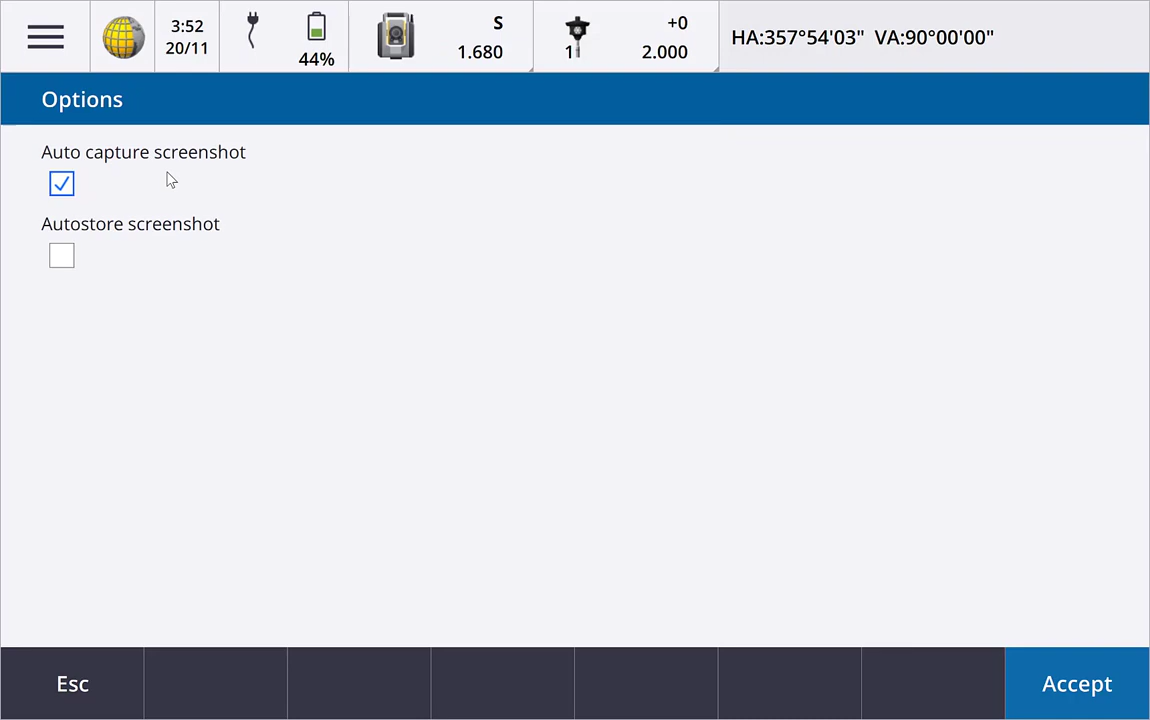 3:52
20/11
44%
S
1.680
1
+0
2.000
HA:357°54'03" VA:90°00'00"
Options
Auto capture screenshot
Autostore screenshot
Esc
Accept